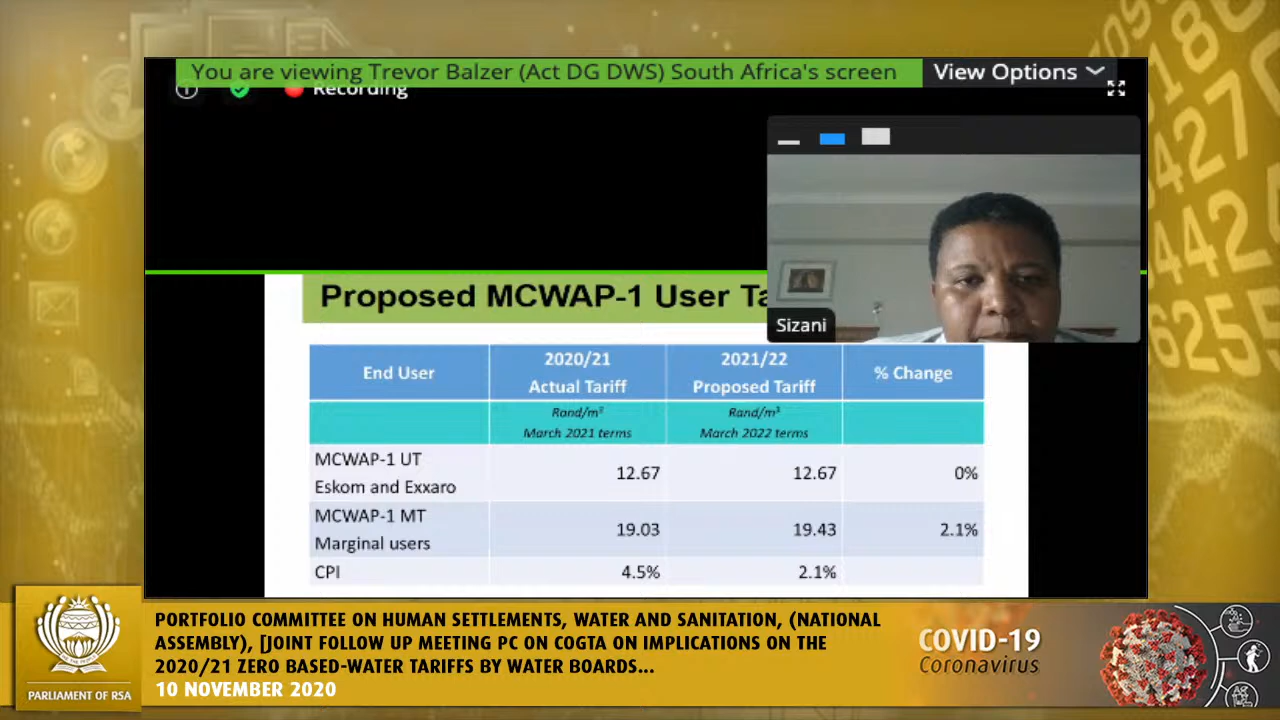 You are viewing Trevor Balzer (Act DG DWS) South Africa's screen
View Options
Recording
Sizani
Proposed MCWAP-1 User Ta
End User
2020/21
Actual Tariff
2021/22
Proposed Tariff
% Change
Rand/m³
March 2021 terms
Rand/m³
March 2022 terms
MCWAP-1 UT
Eskom and Exxaro
12.67
12.67
0%
MCWAP-1 MT
Marginal users
19.03
19.43
2.1%
CPI
4.5%
2.1%
PORTFOLIO COMMITTEE ON HUMAN SETTLEMENTS, WATER AND SANITATION, (NATIONAL
ASSEMBLY), [JOINT FOLLOW UP MEETING PC ON COGTA ON IMPLICATIONS ON THE
2020/21 ZERO BASED-WATER TARIFFS BY WATER BOARDS...
10 NOVEMBER 2020
PARLIAMENT OF RSA
COVID-19
Coronavirus